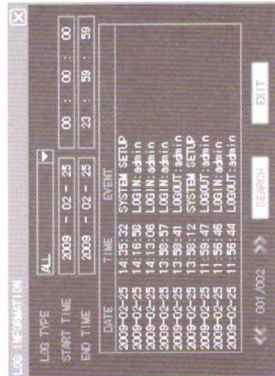 LOG INFORMATION
LOG TYPE ALL
START TIME 2009 - 02 - 25 00 : 00 : 00
END TIME 2009 - 02 - 25 23 : 59 : 59
DATE TIME EVENT
2009-02-25 14:35:32 SYSTEM SETUP
2009-02-25 14:16:58 LOGIN:admin
2009-02-25 14:13:06 LOGIN:admin
2009-02-25 13:58:57 LOGIN:admin
2009-02-25 13:58:41 LOGOUT:admin
2009-02-25 13:58:12 SYSTEM SETUP
2009-02-25 11:58:47 LOGOUT:admin
2009-02-25 11:56:46 LOGIN:admin
2009-02-25 11:56:44 LOGOUT:admin
<< 001/002 >> SEARCH EXIT